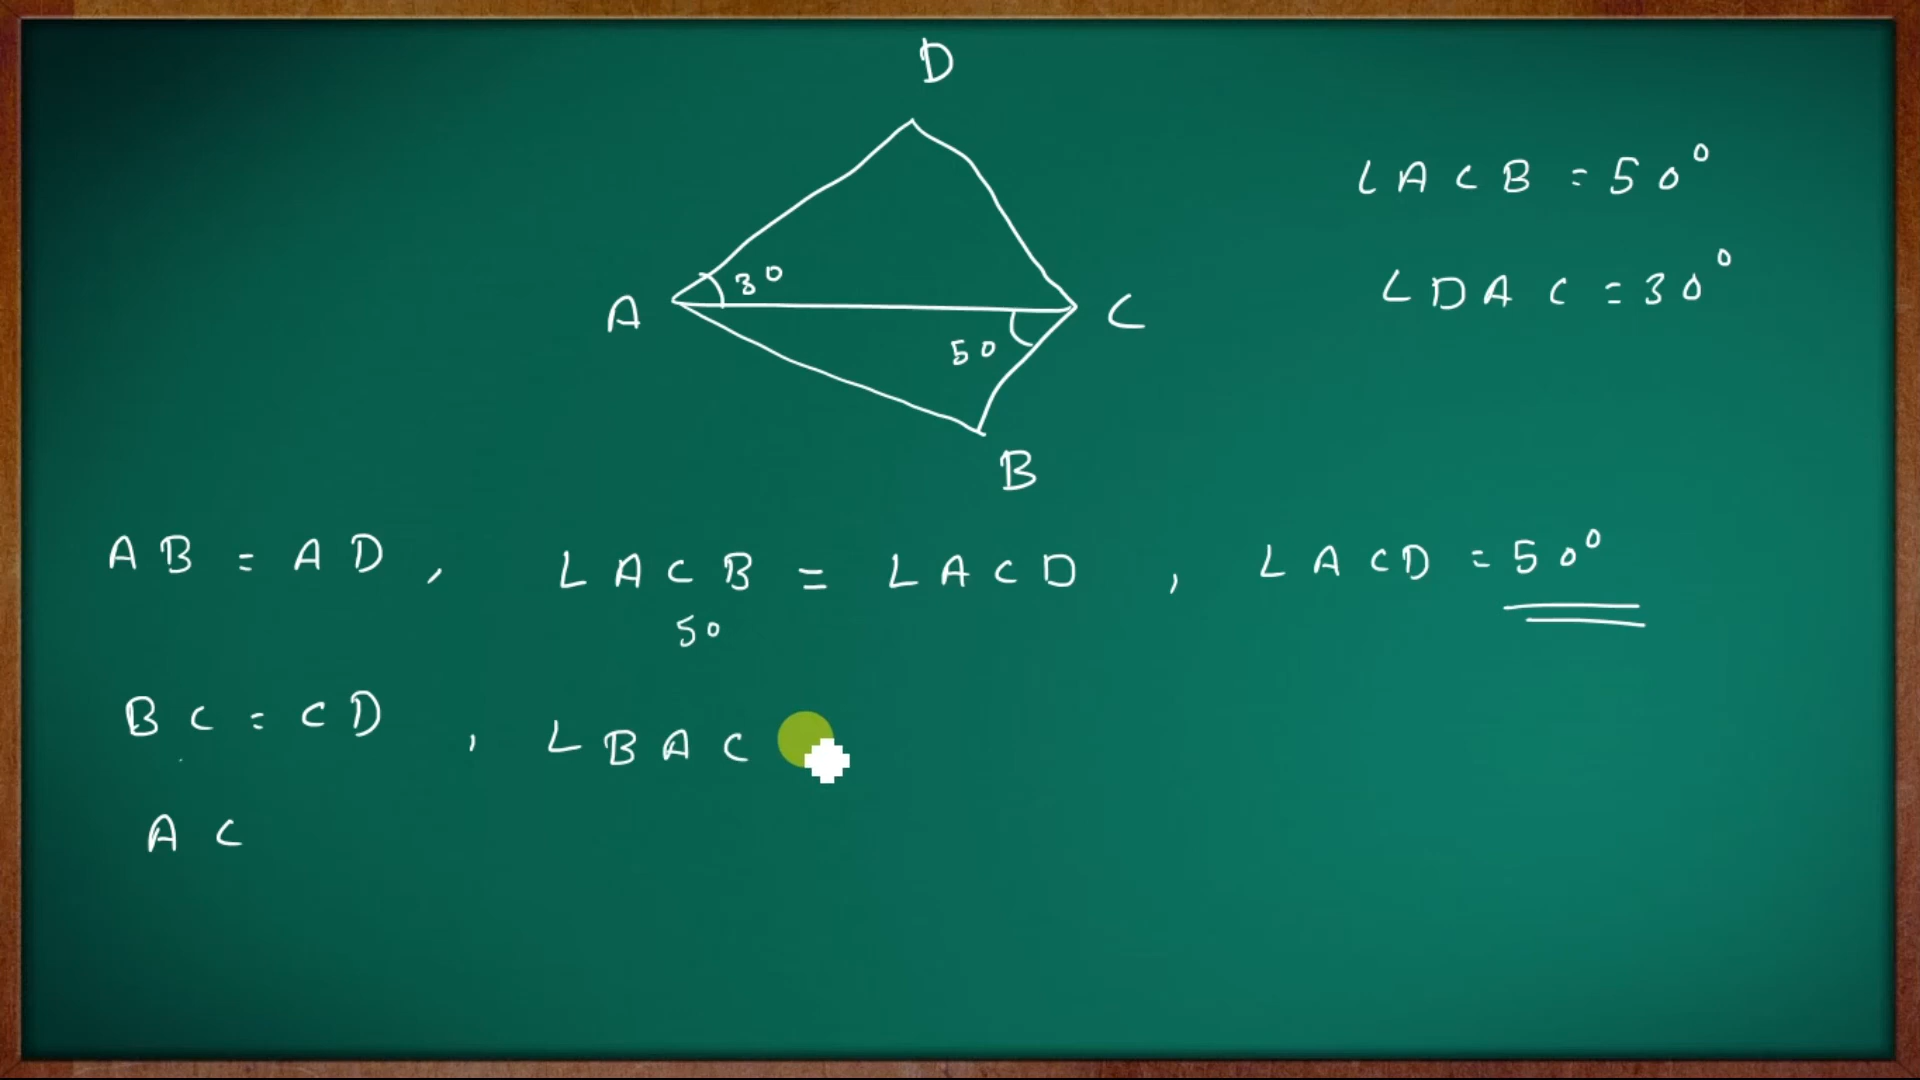 D
∠ACB = 50°
∠DAC = 30°
30
A
C
50
B
AB = AD, ∠ACB = ∠ACD, ∠ACD = 50°
50
BC = CD, ∠BAC
AC